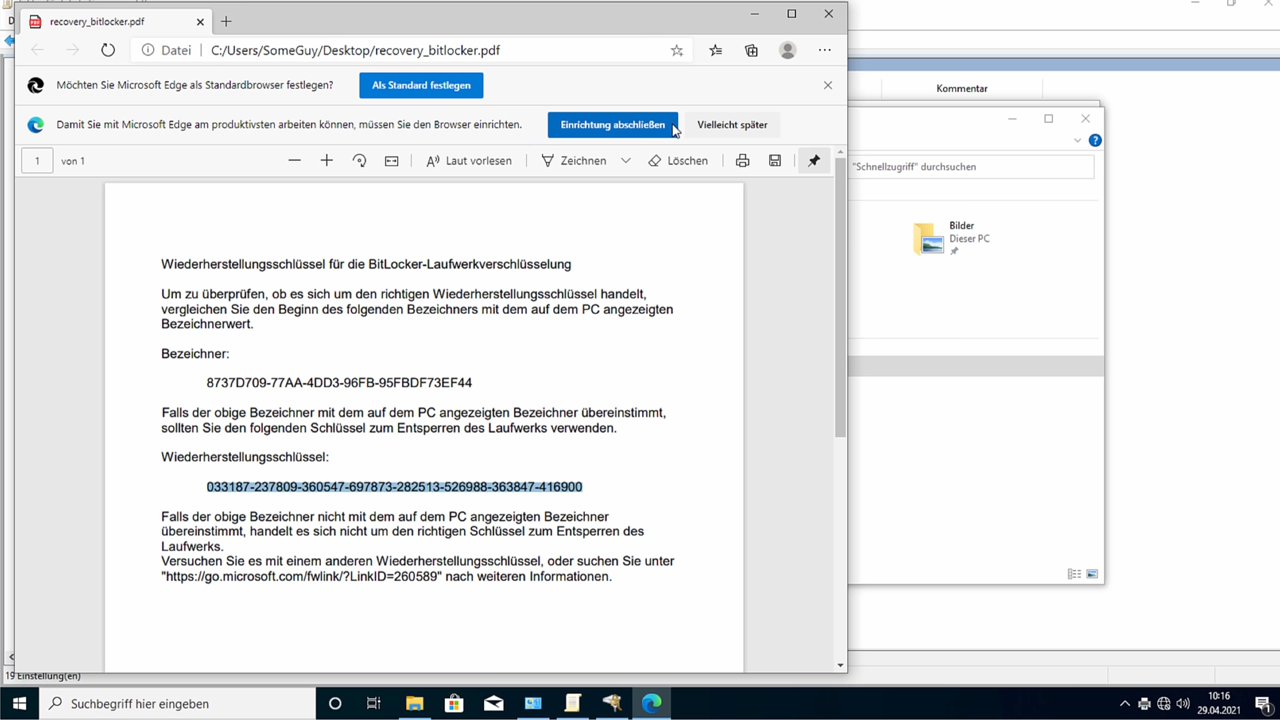 recovery_bitlocker.pdf
Datei
C:/Users/SomeGuy/Desktop/recovery_bitlocker.pdf
Möchten Sie Microsoft Edge als Standardbrowser festlegen?
Als Standard festlegen
Damit Sie mit Microsoft Edge am produktivsten arbeiten können, müssen Sie den Browser einrichten.
Einrichtung abschließen
Vielleicht später
1
von 1
Laut vorlesen
Zeichnen
Löschen
Wiederherstellungsschlüssel für die BitLocker-Laufwerkverschlüsselung
Um zu überprüfen, ob es sich um den richtigen Wiederherstellungsschlüssel handelt,
vergleichen Sie den Beginn des folgenden Bezeichners mit dem auf dem PC angezeigten
Bezeichnerwert.
Bezeichner:
8737D709-77AA-4DD3-96FB-95FBDF73EF44
Falls der obige Bezeichner mit dem auf dem PC angezeigten Bezeichner übereinstimmt,
sollten Sie den folgenden Schlüssel zum Entsperren des Laufwerks verwenden.
Wiederherstellungsschlüssel:
033187-237809-360547-697873-282513-526988-363847-416900
Falls der obige Bezeichner nicht mit dem auf dem PC angezeigten Bezeichner
übereinstimmt, handelt es sich nicht um den richtigen Schlüssel zum Entsperren des
Laufwerks.
Versuchen Sie es mit einem anderen Wiederherstellungsschlüssel, oder suchen Sie unter
"https://go.microsoft.com/fwlink/?LinkID=260589" nach weiteren Informationen.
Kommentar
"Schnellzugriff" durchsuchen
Bilder
Dieser PC
19 Einstellung(en)
Suchbegriff hier eingeben
10:16
29.04.2021
1